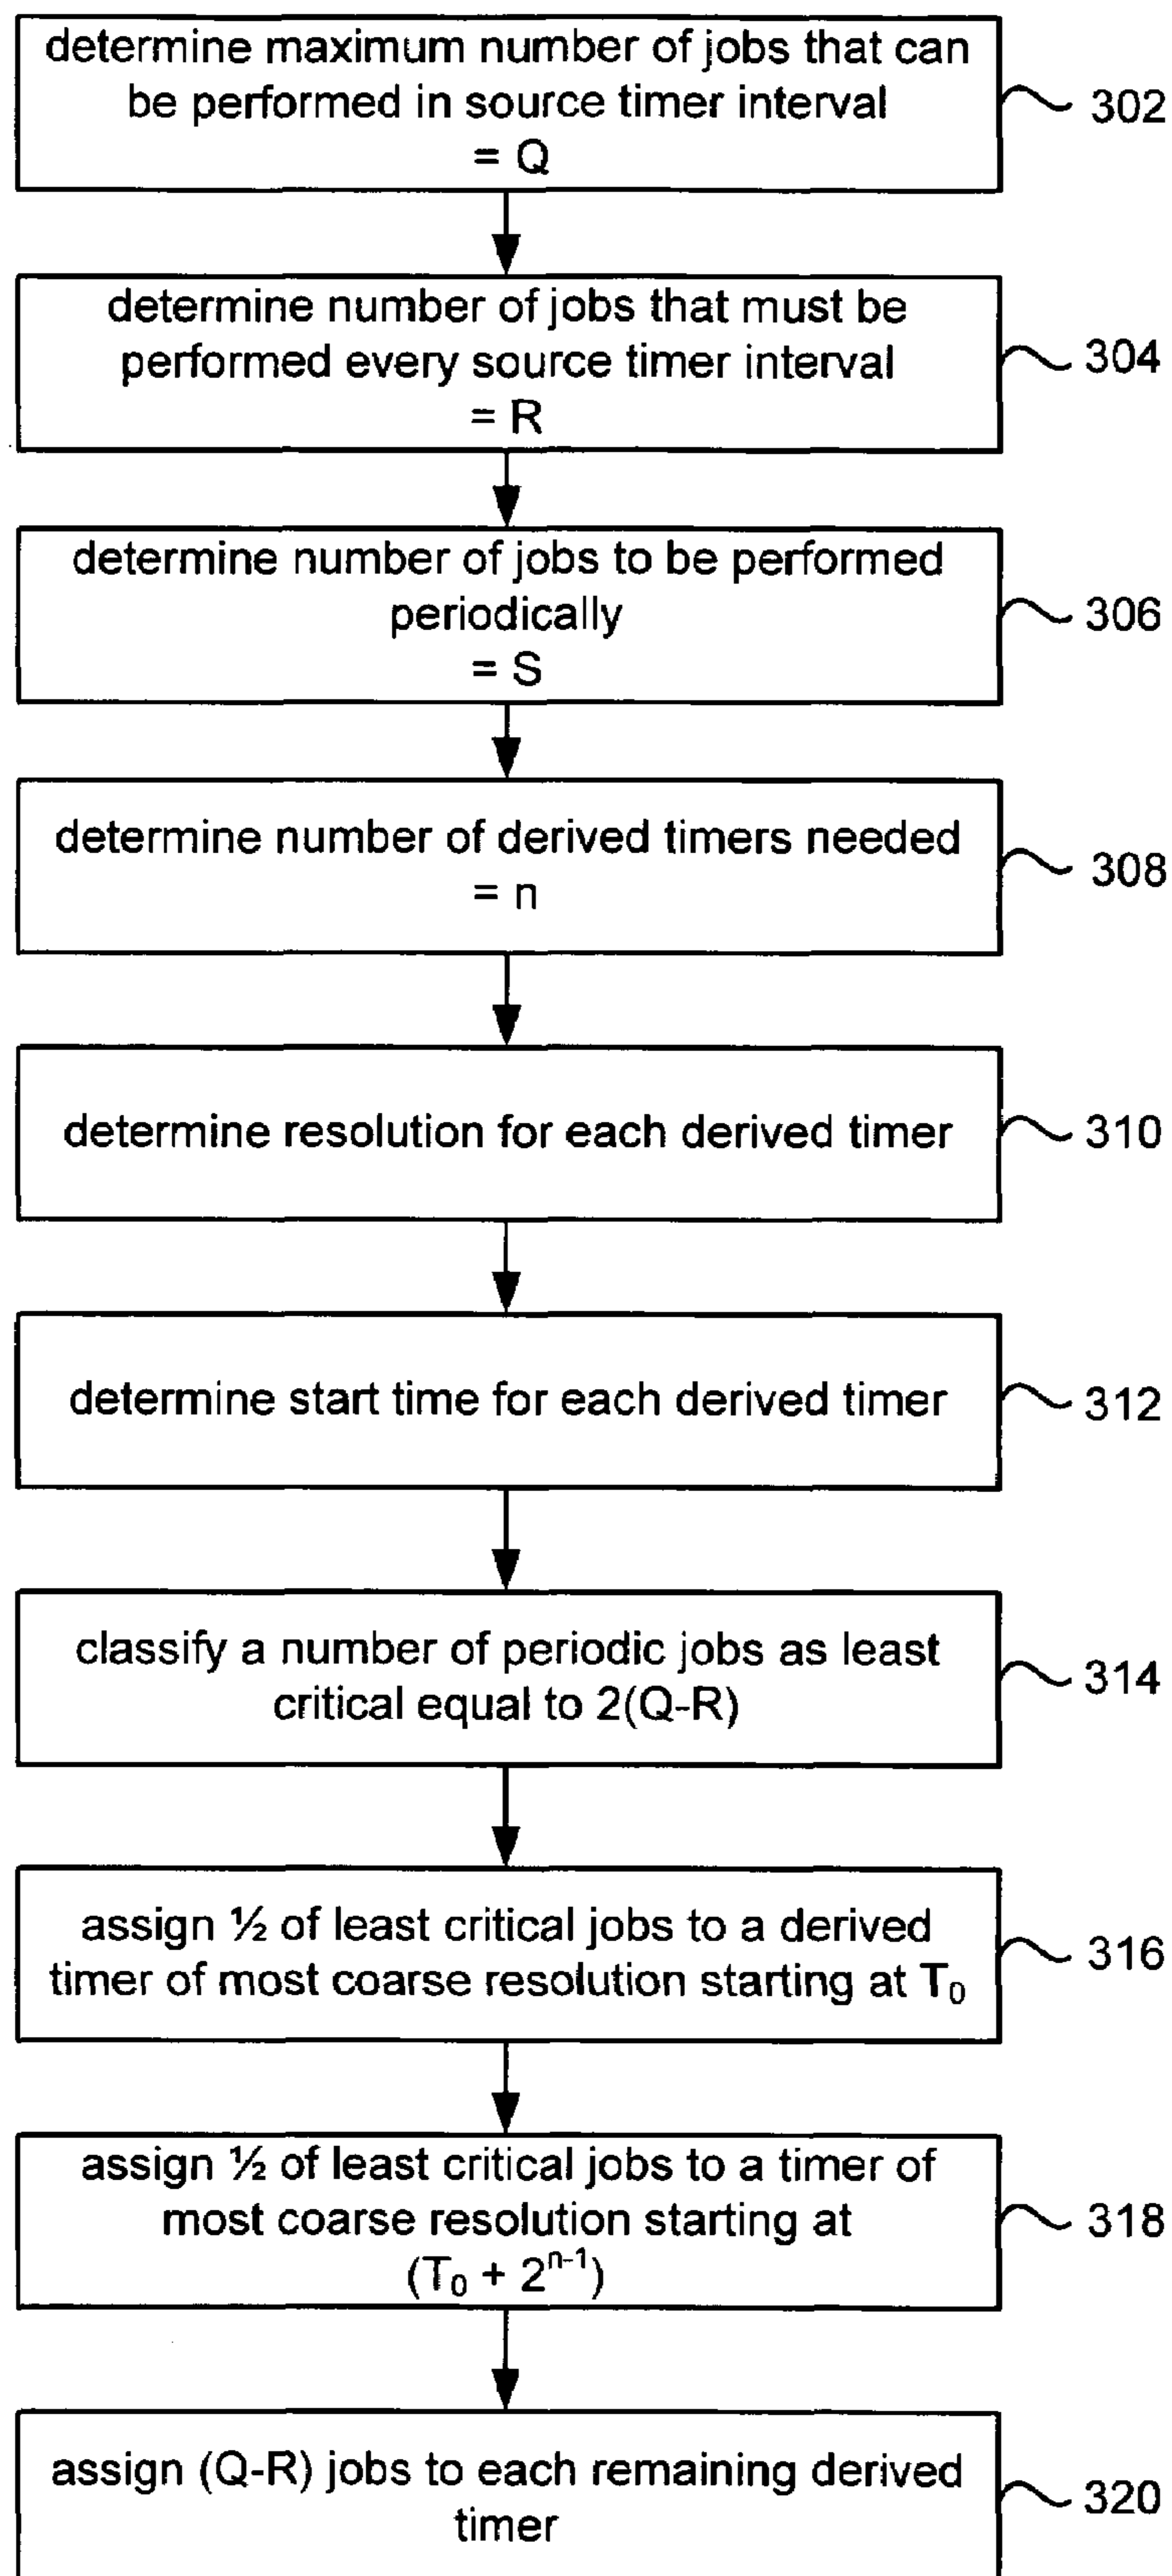 determine maximum number of jobs that can
be performed in source timer interval
= Q
302
determine number of jobs that must be
performed every source timer interval
= R
304
determine number of jobs to be performed
periodically
= S
306
determine number of derived timers needed
= n
308
determine resolution for each derived timer
310
determine start time for each derived timer
312
classify a number of periodic jobs as least
critical equal to 2(Q-R)
314
assign ½ of least critical jobs to a derived
timer of most coarse resolution starting at T₀
316
assign ½ of least critical jobs to a timer of
most coarse resolution starting at
(T₀ + 2ⁿ⁻¹)
318
assign (Q-R) jobs to each remaining derived
timer
320